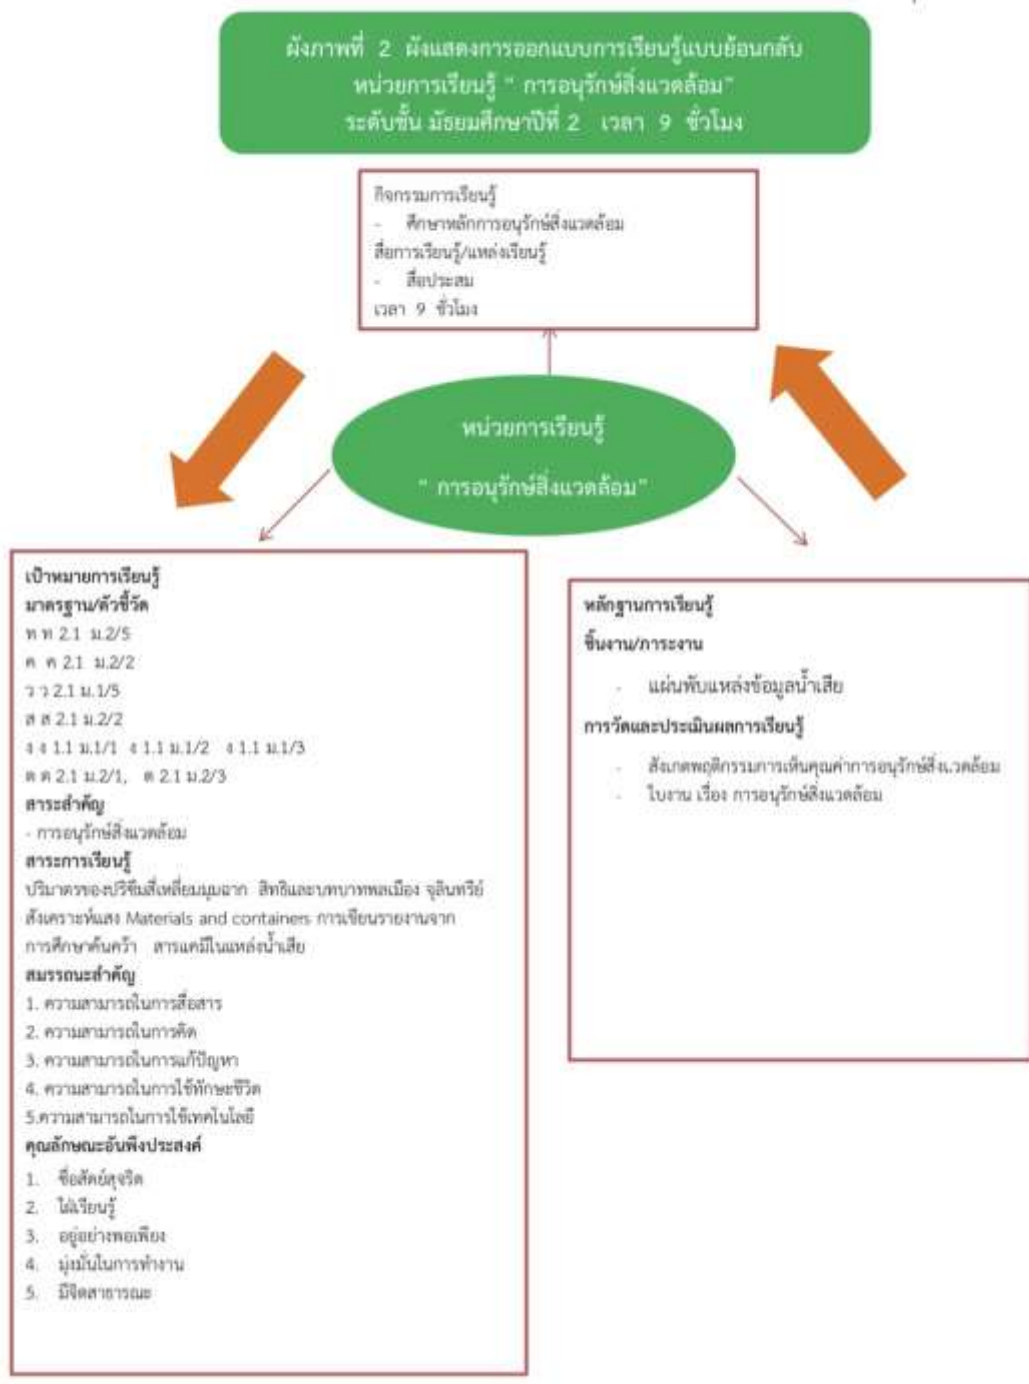 ผังภาพที่ 2 ผังแสดงการออกแบบการเรียนรู้แบบย้อนกลับ
หน่วยการเรียนรู้ " การอนุรักษ์สิ่งแวดล้อม"
ระดับชั้น มัธยมศึกษาปีที่ 2 เวลา 9 ชั่วโมง
กิจกรรมการเรียนรู้
- ศึกษาหลักการอนุรักษ์สิ่งแวดล้อม
สื่อการเรียนรู้/แหล่งเรียนรู้
- สื่อประสม
เวลา 9 ชั่วโมง
หน่วยการเรียนรู้
" การอนุรักษ์สิ่งแวดล้อม"
เป้าหมายการเรียนรู้
มาตรฐาน/ตัวชี้วัด
ท ท 2.1 ม.2/5
ค ค 2.1 ม.2/2
ว ว 2.1 ม.1/5
ส ส 2.1 ม.2/2
ง ง 1.1 ม.1/1 ง 1.1 ม.1/2 ง 1.1 ม.1/3
ต ต 2.1 ม.2/1, ต 2.1 ม.2/3
สาระสำคัญ
- การอนุรักษ์สิ่งแวดล้อม
สาระการเรียนรู้
ปริมาตรของปริซึมสี่เหลี่ยมมุมฉาก สิทธิและบทบาทพลเมือง จุลินทรีย์
สังเคราะห์แสง Materials and containers การเขียนรายงานจาก
การศึกษาค้นคว้า สารเคมีในแหล่งน้ำเสีย
สมรรถนะสำคัญ
1. ความสามารถในการสื่อสาร
2. ความสามารถในการคิด
3. ความสามารถในการแก้ปัญหา
4. ความสามารถในการใช้ทักษะชีวิต
5.ความสามารถในการใช้เทคโนโลยี
คุณลักษณะอันพึงประสงค์
1. ซื่อสัตย์สุจริต
2. ใฝ่เรียนรู้
3. อยู่อย่างพอเพียง
4. มุ่งมั่นในการทำงาน
5. มีจิตสาธารณะ
หลักฐานการเรียนรู้
ชิ้นงาน/ภาระงาน
- แผ่นพับแหล่งข้อมูลน้ำเสีย
การวัดและประเมินผลการเรียนรู้
- สังเกตพฤติกรรมการเห็นคุณค่าการอนุรักษ์สิ่งแวดล้อม
- ใบงาน เรื่อง การอนุรักษ์สิ่งแวดล้อม